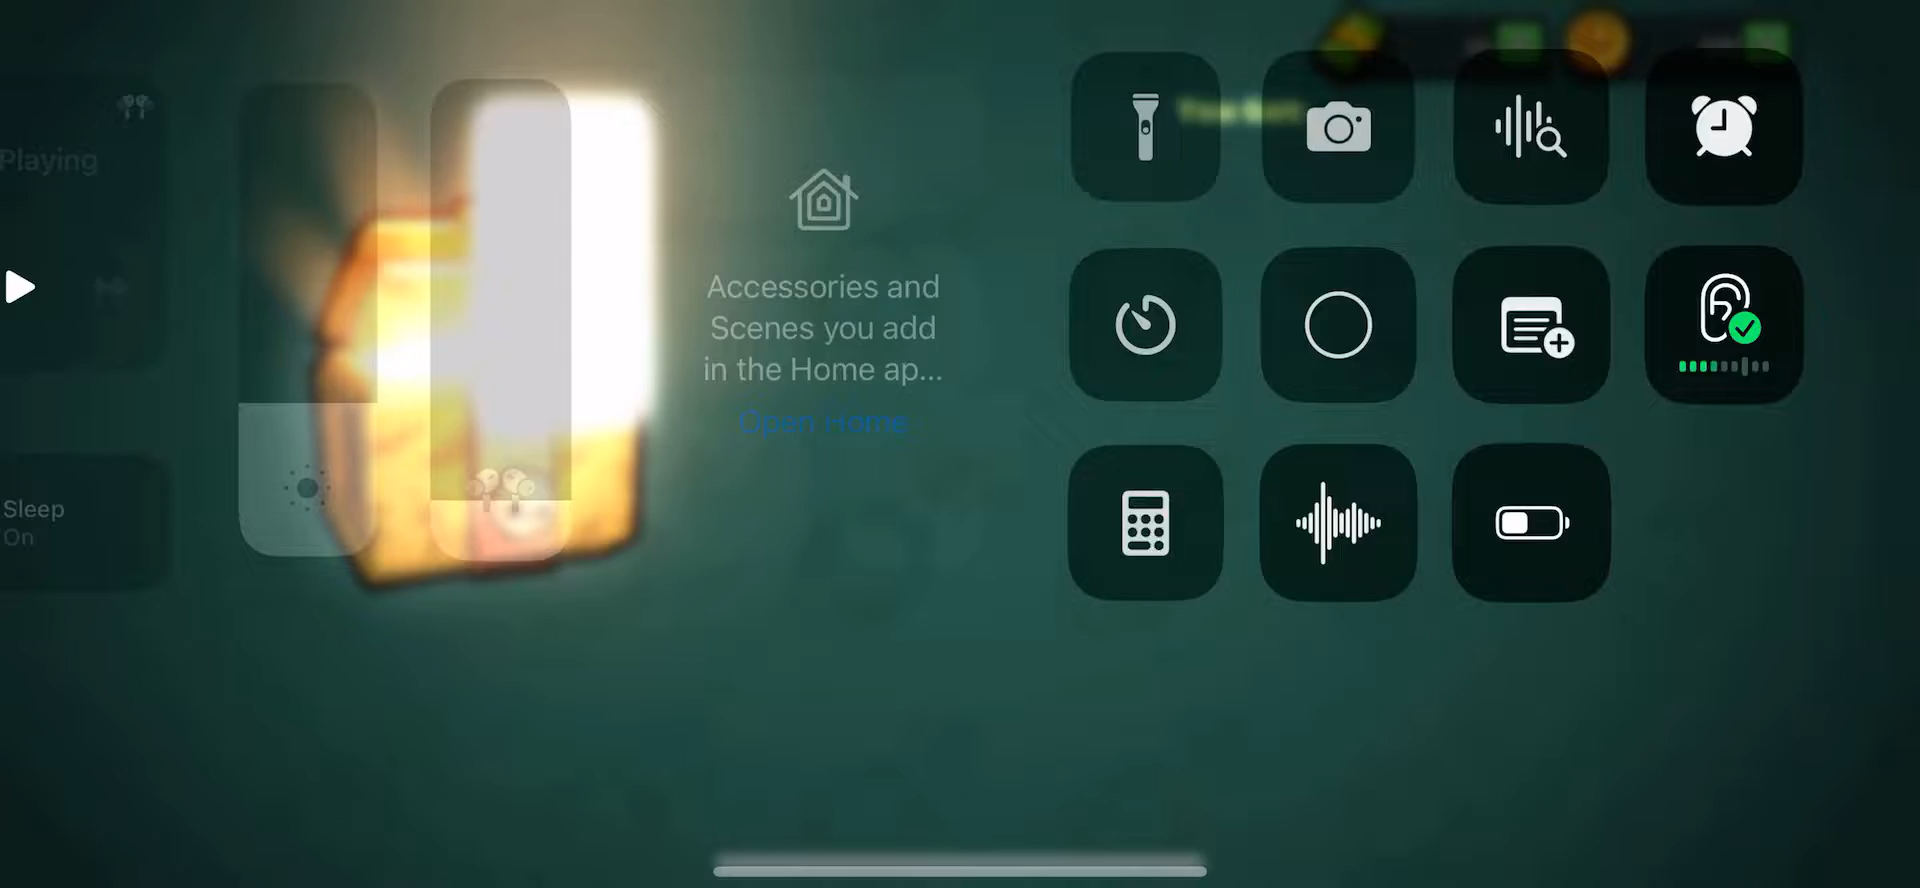 Playing
Accessories and
Scenes you add
in the Home ap...
Open Home
Sleep
On